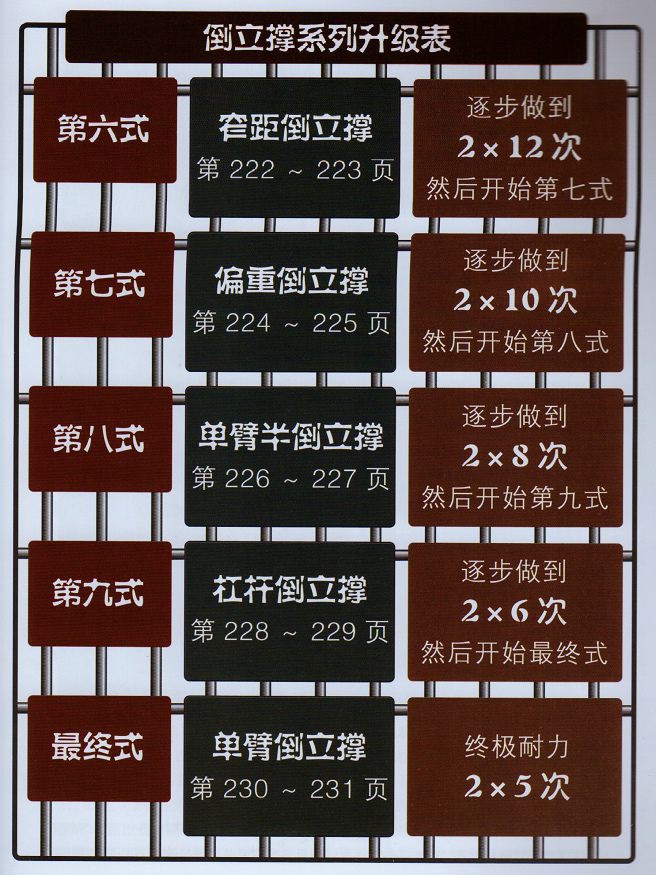 倒立撑系列升级表
第六式
窄距倒立撑
第 222 ~ 223 页
逐步做到
2×12 次
然后开始第七式
第七式
偏重倒立撑
第 224 ~ 225 页
逐步做到
2×10 次
然后开始第八式
第八式
单臂半倒立撑
第 226 ~ 227 页
逐步做到
2×8 次
然后开始第九式
第九式
杠杆倒立撑
第 228 ~ 229 页
逐步做到
2×6 次
然后开始最终式
最终式
单臂倒立撑
第 230 ~ 231 页
终极耐力
2×5 次